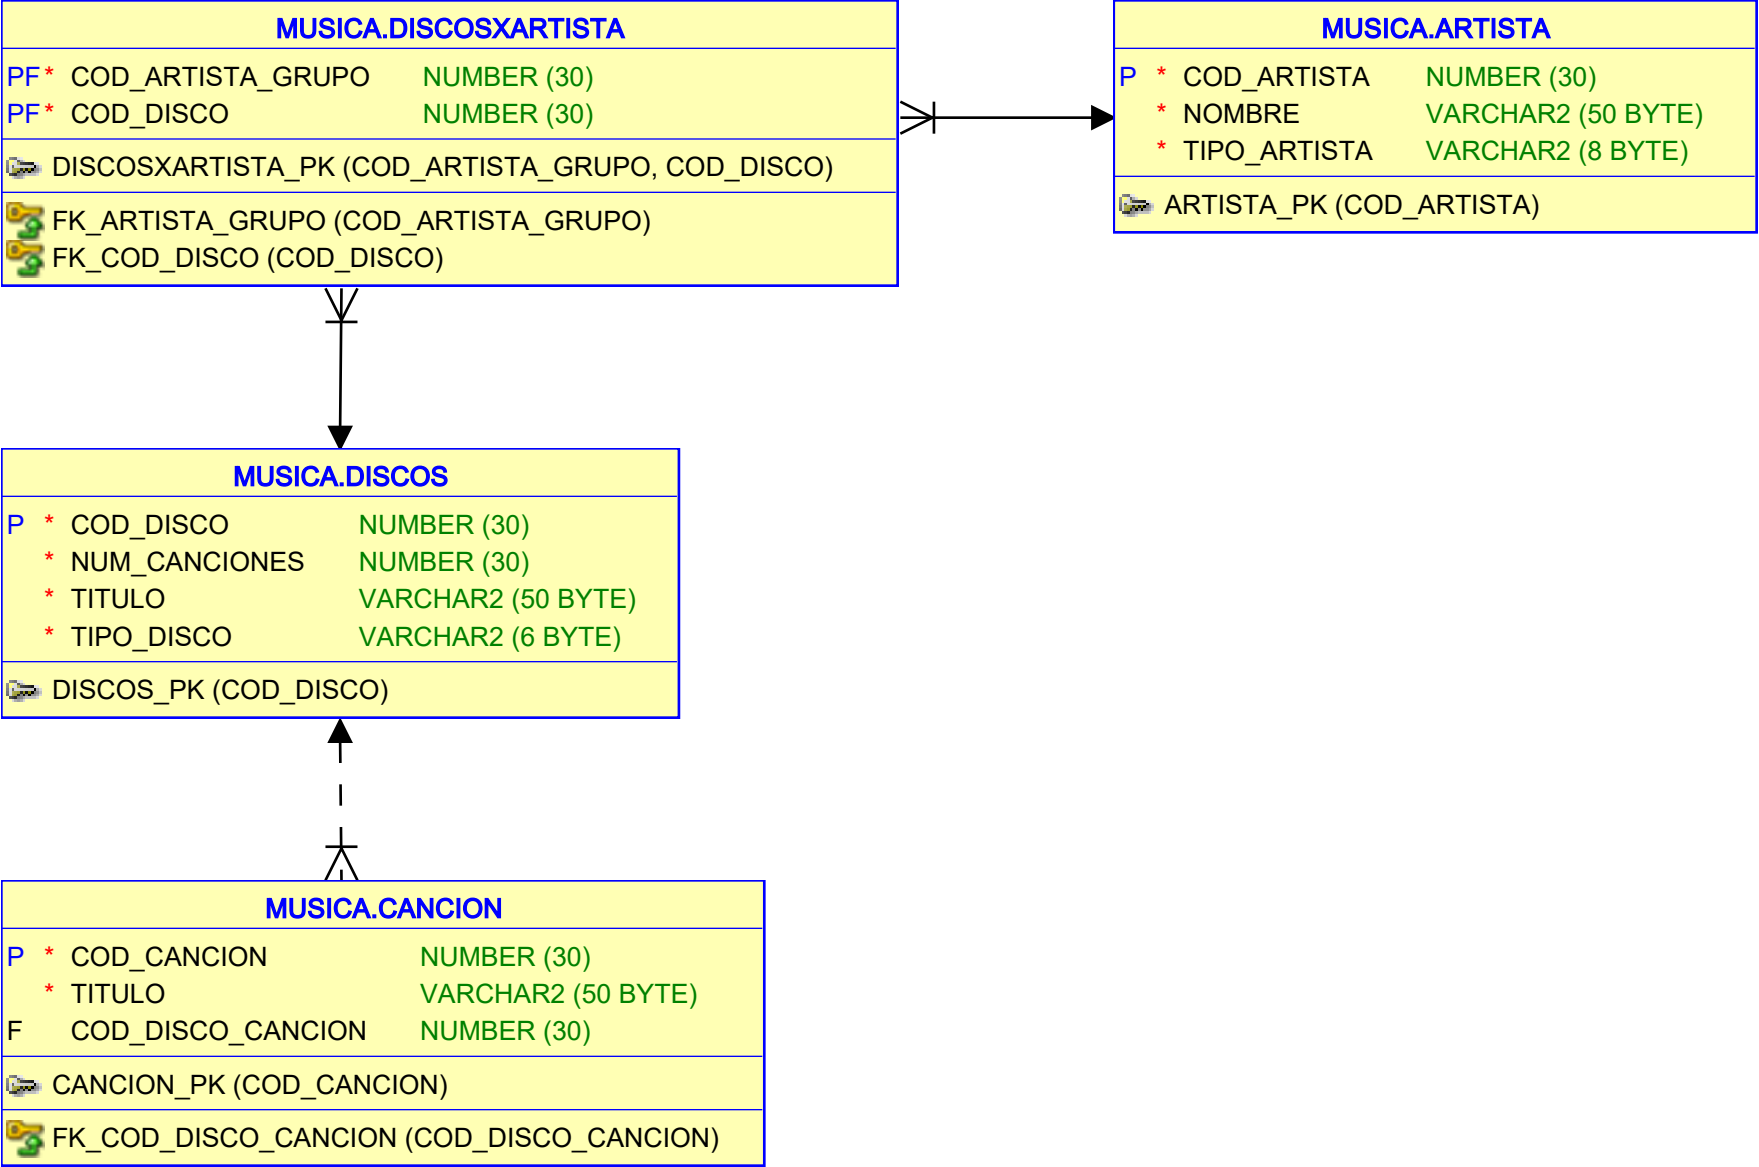 MUSICA.DISCOSXARTISTA
PF * COD_ARTISTA_GRUPO NUMBER (30)
PF * COD_DISCO NUMBER (30)
DISCOSXARTISTA_PK (COD_ARTISTA_GRUPO, COD_DISCO)
FK_ARTISTA_GRUPO (COD_ARTISTA_GRUPO)
FK_COD_DISCO (COD_DISCO)
MUSICA.ARTISTA
P * COD_ARTISTA NUMBER (30)
* NOMBRE VARCHAR2 (50 BYTE)
* TIPO_ARTISTA VARCHAR2 (8 BYTE)
ARTISTA_PK (COD_ARTISTA)
MUSICA.DISCOS
P * COD_DISCO NUMBER (30)
* NUM_CANCIONES NUMBER (30)
* TITULO VARCHAR2 (50 BYTE)
* TIPO_DISCO VARCHAR2 (6 BYTE)
DISCOS_PK (COD_DISCO)
MUSICA.CANCION
P * COD_CANCION NUMBER (30)
* TITULO VARCHAR2 (50 BYTE)
F COD_DISCO_CANCION NUMBER (30)
CANCION_PK (COD_CANCION)
FK_COD_DISCO_CANCION (COD_DISCO_CANCION)